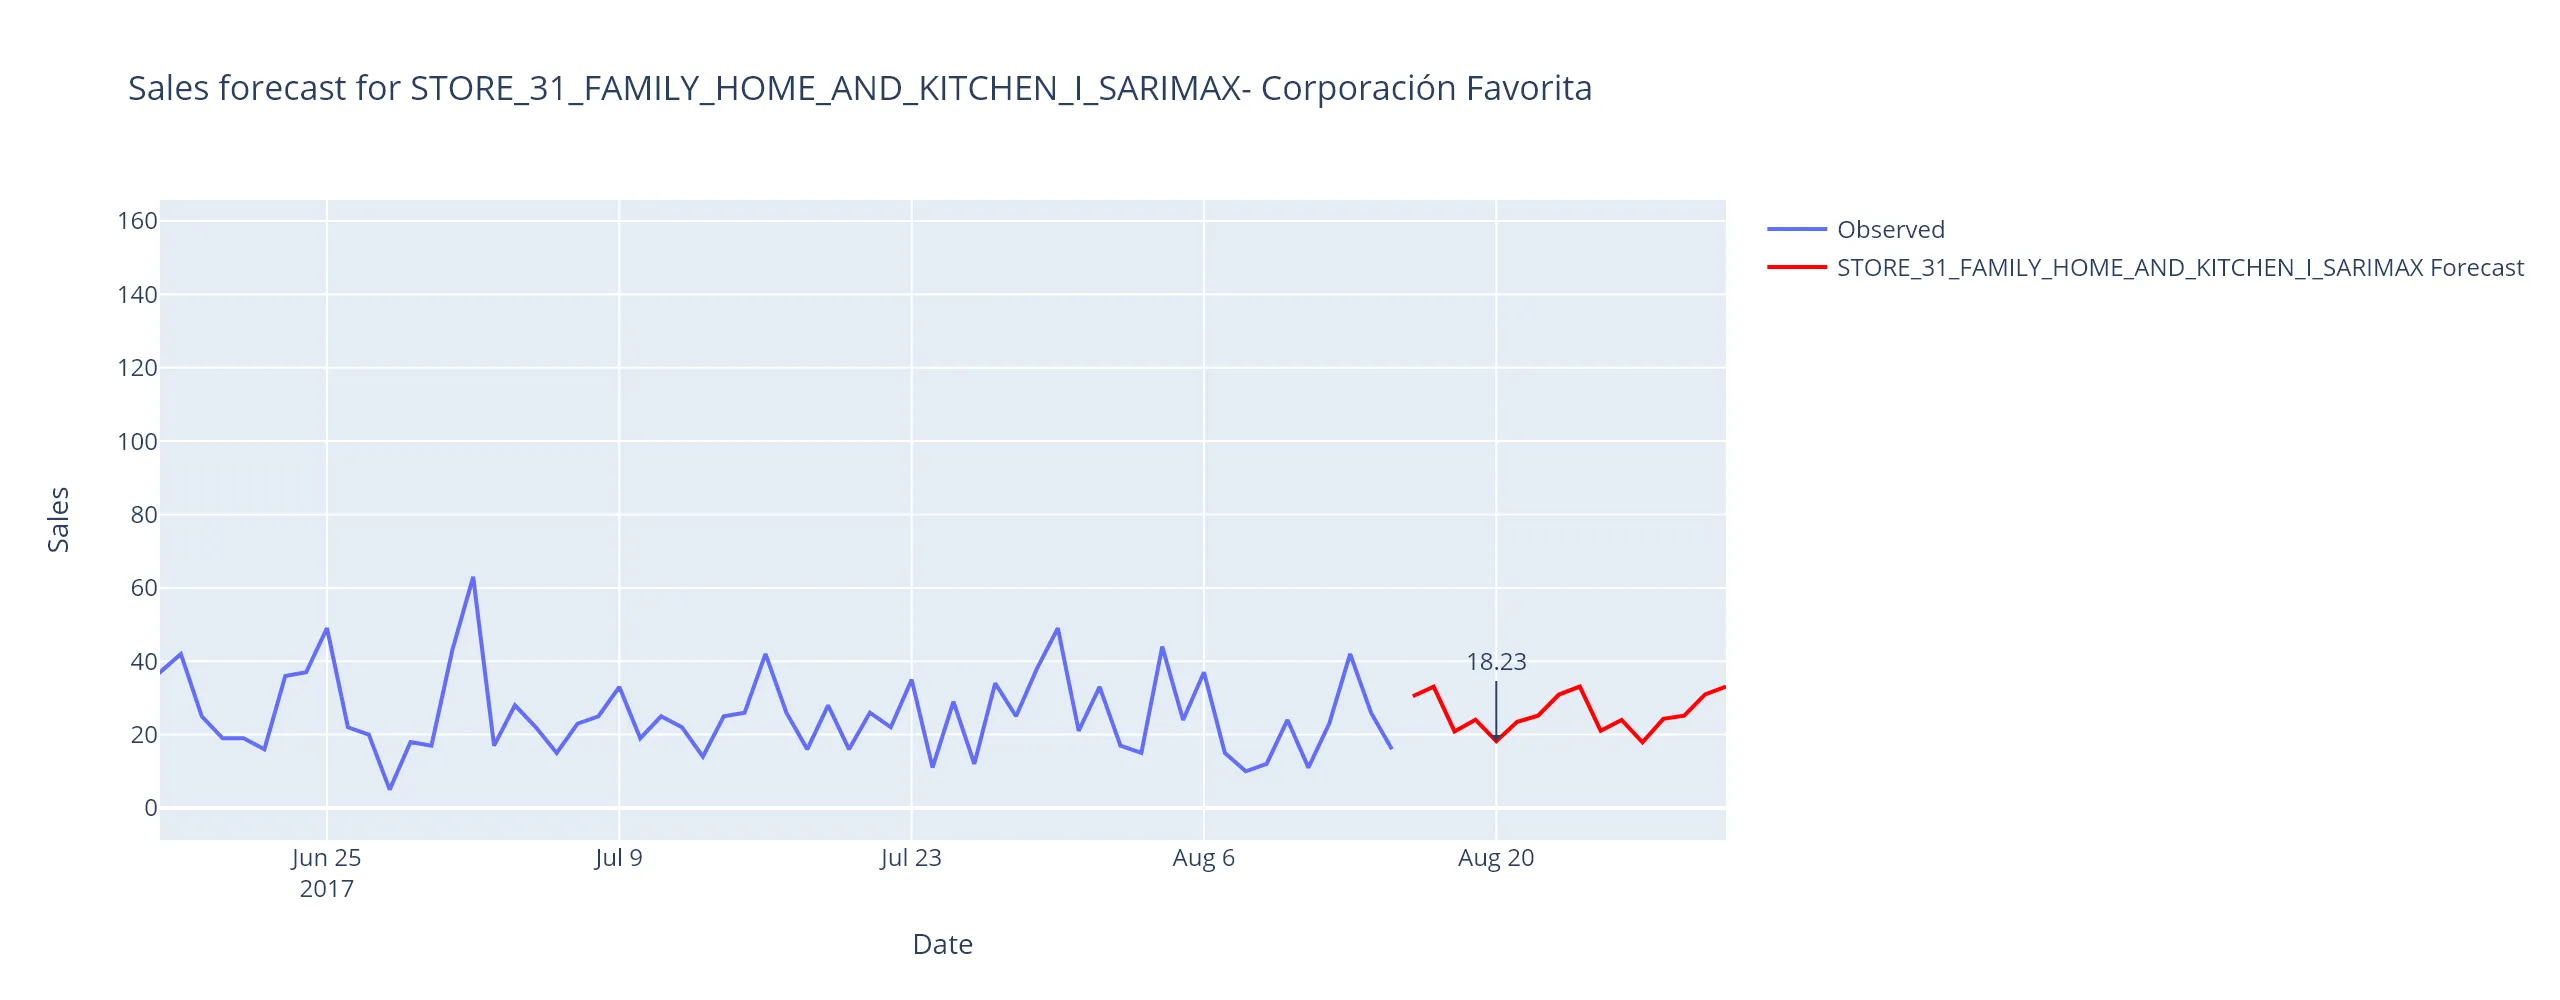 Sales forecast for STORE_31_FAMILY_HOME_AND_KITCHEN_I_SARIMAX- Corporación Favorita
Observed
STORE_31_FAMILY_HOME_AND_KITCHEN_I_SARIMAX Forecast
160
140
120
100
80
60
40
20
0
Sales
18.23
Jun 25
2017
Jul 9
Jul 23
Aug 6
Aug 20
Date